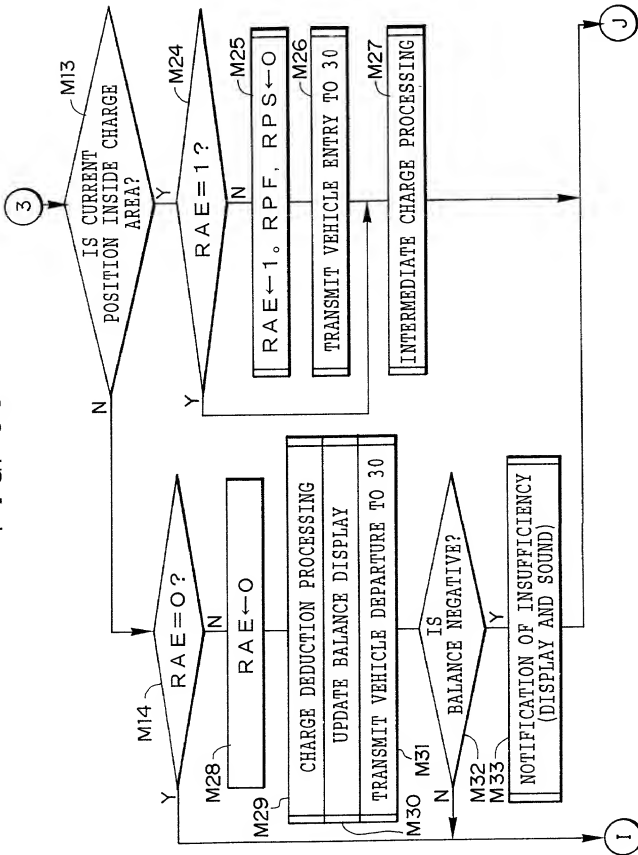 3
M13
IS CURRENT
POSITION INSIDE CHARGE
AREA?
N
Y
M14
RAE=0?
Y
N
M24
RAE=1?
Y
N
M28
RAE←0
M25
RAE←1。RPF, RPS←0
M29
CHARGE DEDUCTION PROCESSING
M30
UPDATE BALANCE DISPLAY
TRANSMIT VEHICLE DEPARTURE TO 30
M31
M26
TRANSMIT VEHICLE ENTRY TO 30
M27
INTERMEDIATE CHARGE PROCESSING
M32
IS
BALANCE NEGATIVE?
N
Y
M33
NOTIFICATION OF INSUFFICIENCY
(DISPLAY AND SOUND)
I
J